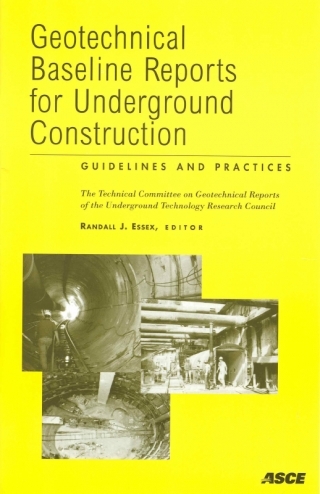 Geotechnical
Baseline Reports
for Underground
Construction
GUIDELINES AND PRACTICES
The Technical Committee on Geotechnical Reports
of the Underground Technology Research Council
RANDALL J. ESSEX, EDITOR
ASCE